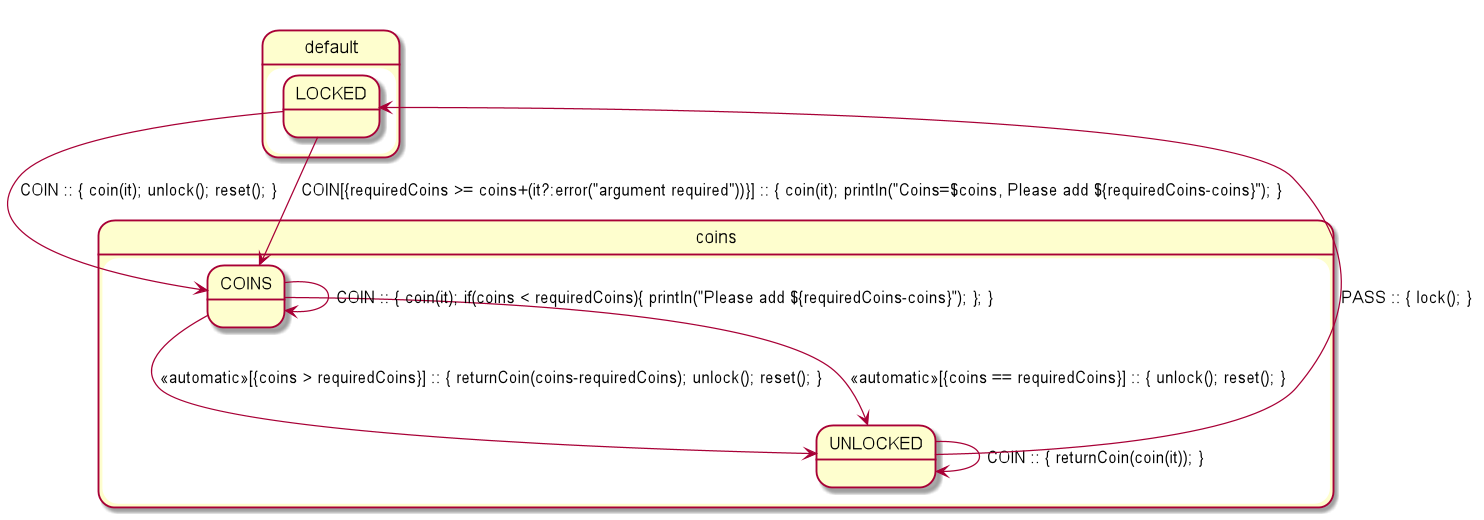 default
LOCKED
COIN :: { coin(it); unlock(); reset(); }
COIN[{requiredCoins >= coins+(it?:error("argument required"))}] :: { coin(it); println("Coins=$coins, Please add ${requiredCoins-coins}"); }
coins
COINS
COIN :: { coin(it); if(coins < requiredCoins){ println("Please add ${requiredCoins-coins}"); }; }
PASS :: { lock(); }
«automatic»[{coins > requiredCoins}] :: { returnCoin(coins-requiredCoins); unlock(); reset(); }
«automatic»[{coins == requiredCoins}] :: { unlock(); reset(); }
UNLOCKED
COIN :: { returnCoin(coin(it)); }